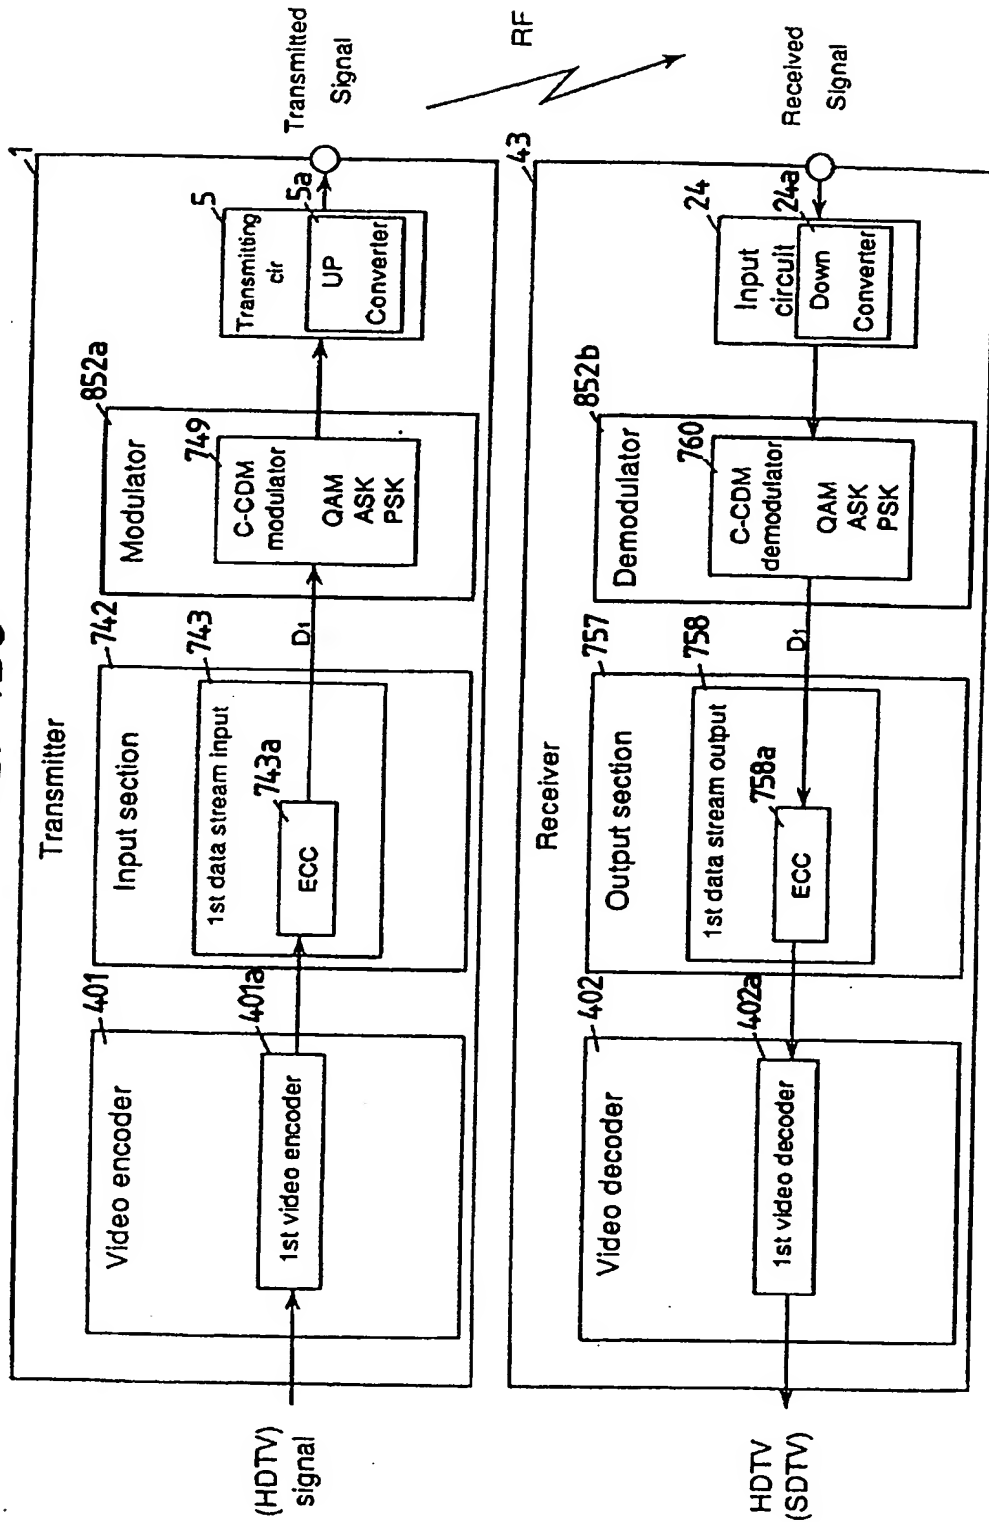 1
Transmitter
401
Video encoder
401a
1st video encoder
(HDTV)
signal
742
Input section
743
1st data stream input
743a
ECC
D1
852a
Modulator
749
C-CDM
modulator
QAM
ASK
PSK
5
Transmitting
cir
5a
UP
Converter
Transmitted
Signal
RF
43
Receiver
Received
Signal
24
Input
circuit
24a
Down
Converter
852b
Demodulator
760
C-CDM
demodulator
QAM
ASK
PSK
D1
757
Output section
758
1st data stream output
758a
ECC
402
Video decoder
402a
1st video decoder
HDTV
(SDTV)